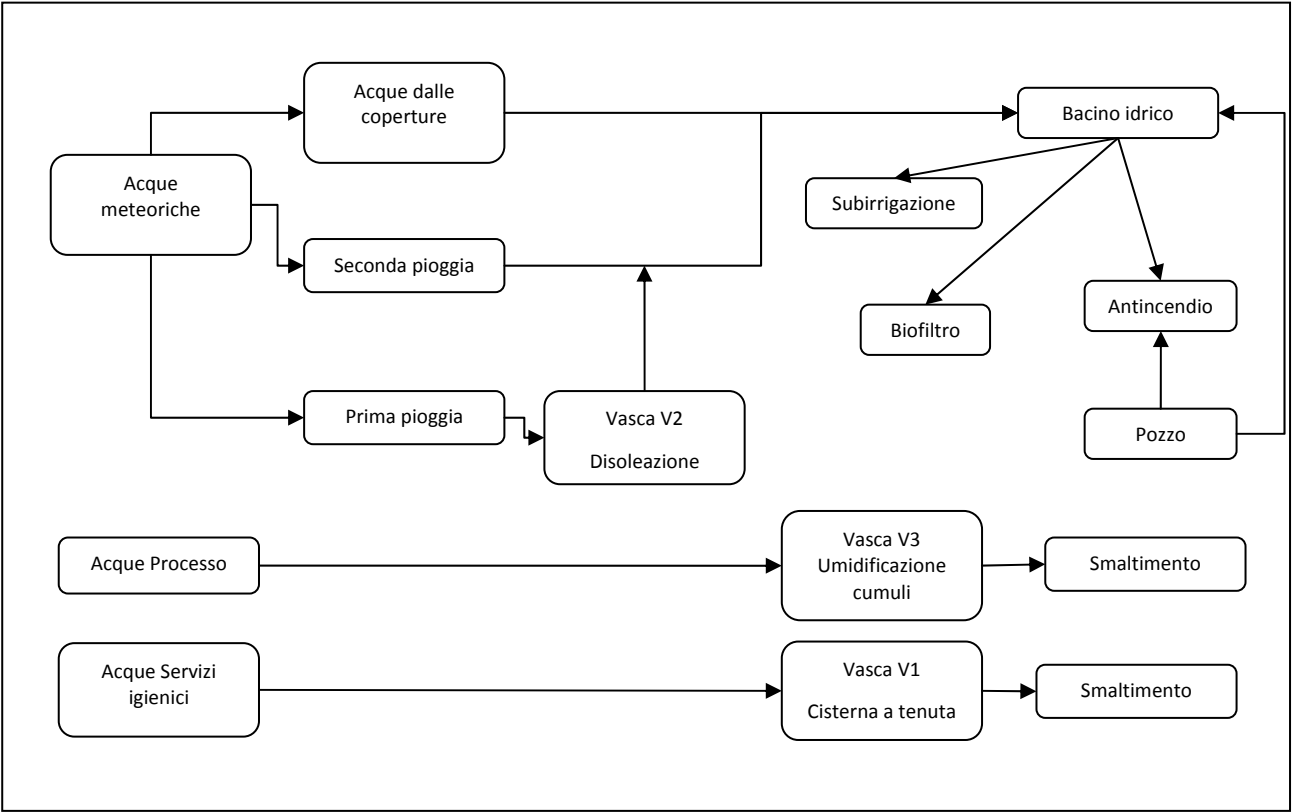 Acque dalle
coperture
Bacino idrico
Acque
meteoriche
Subirrigazione
Seconda pioggia
Antincendio
Biofiltro
Prima pioggia
Vasca V2
Disoleazione
Pozzo
Acque Processo
Vasca V3
Umidificazione
cumuli
Smaltimento
Acque Servizi
igienici
Vasca V1
Cisterna a tenuta
Smaltimento